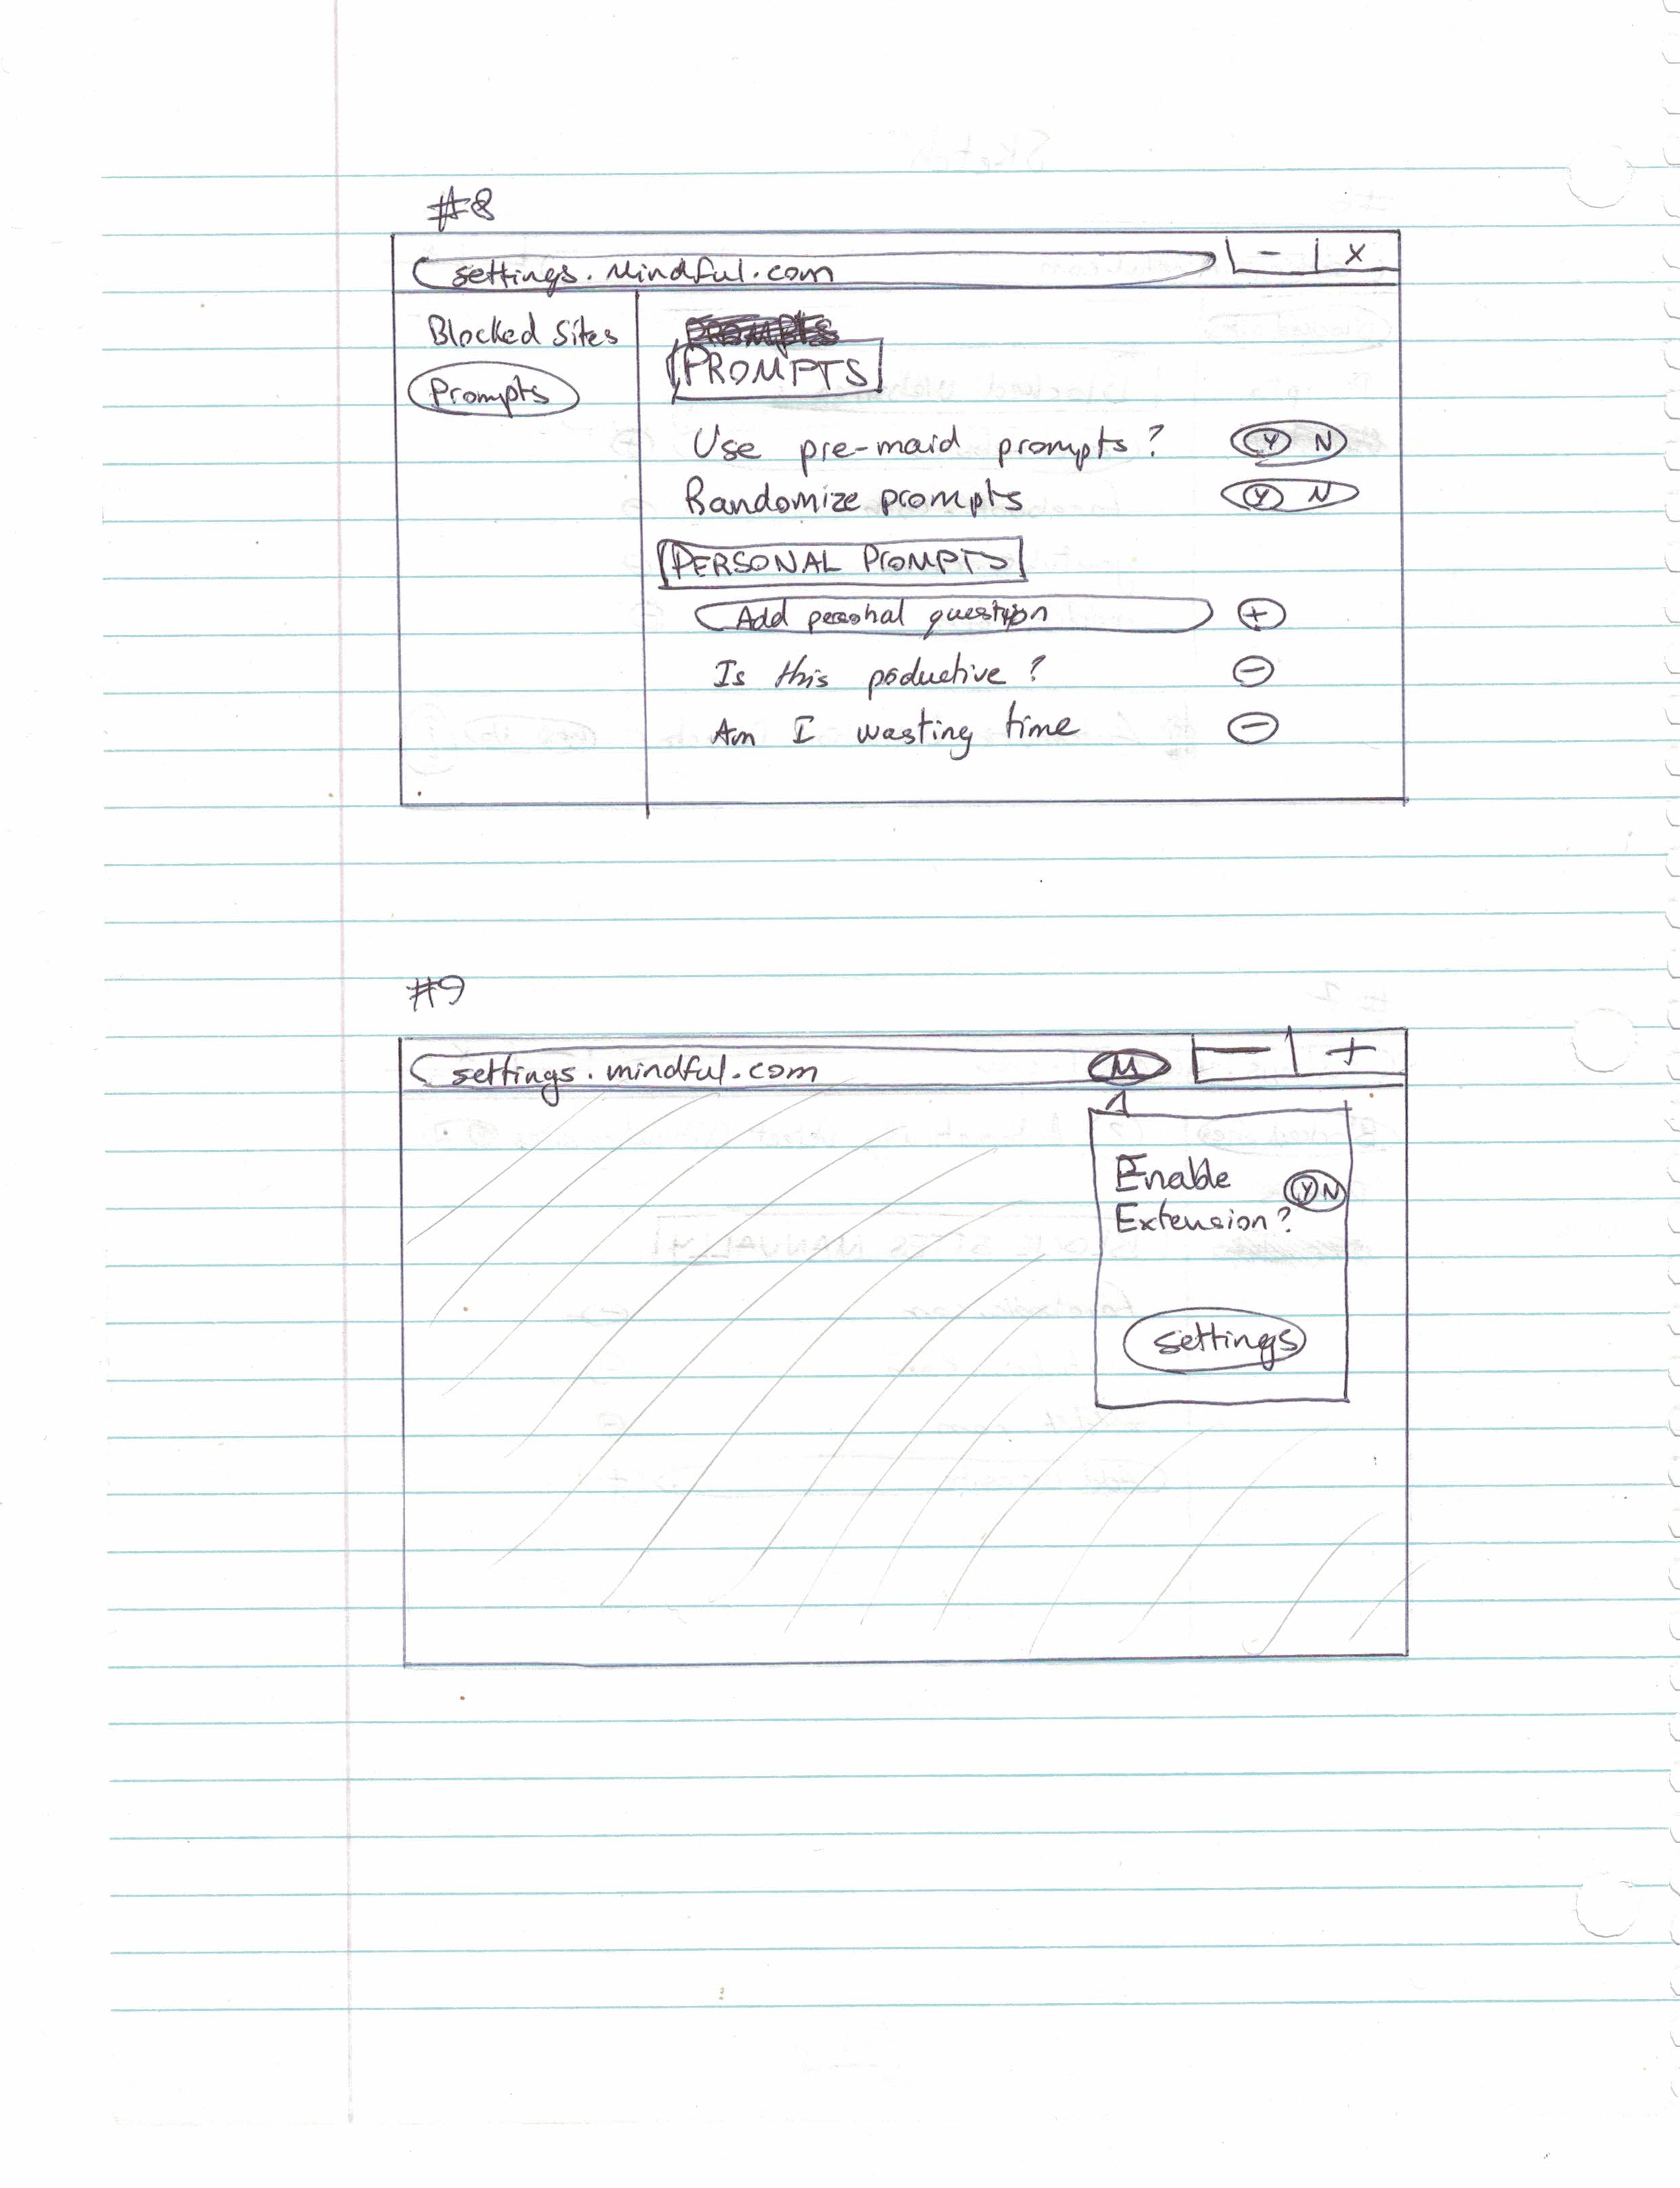 #8
settings.Mindful.com
- | X
Blocked Sites
Prompts
PROMPTS
Use pre-maid prompts? Y N
Randomize prompts Y N
PERSONAL PROMPTS
Add personal question +
Is this poductive? -
Am I wasting time -
#9
settings.mindful.com M
- | +
Enable Y N
Extension?
settings